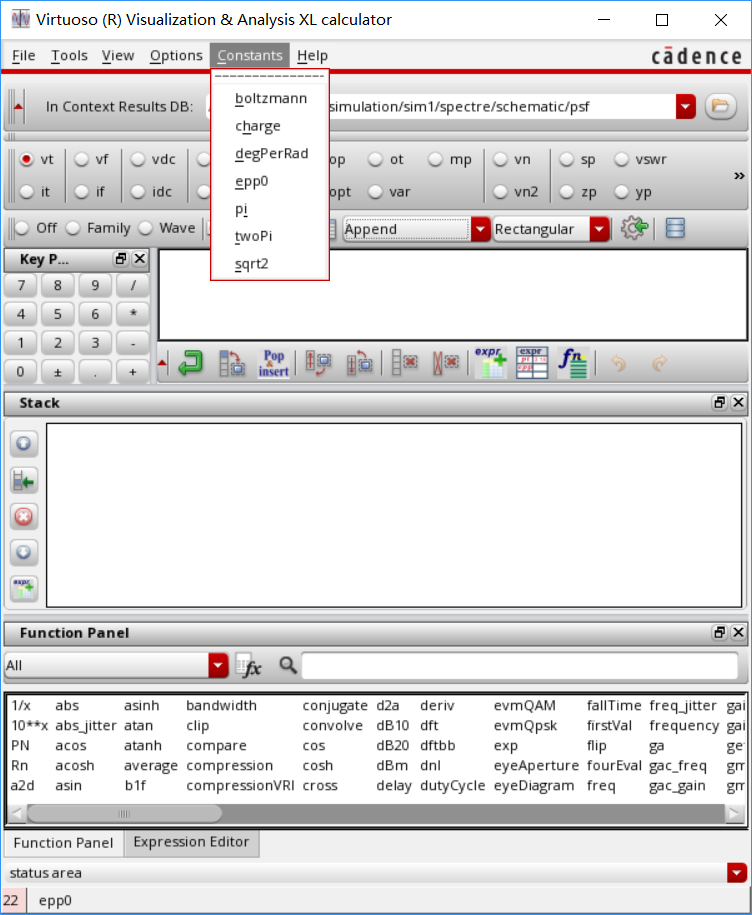 Virtuoso (R) Visualization & Analysis XL calculator
File Tools View Options Constants Help cādence
boltzmann
charge
degPerRad
epp0
pi
twoPi
sqrt2
In Context Results DB: simulation/sim1/spectre/schematic/psf
vt vf vdc op ot mp vn sp vswr »
it if idc opt var vn2 zp yp
Off Family Wave Append Rectangular
Key P...
7 8 9 /
4 5 6 *
1 2 3 -
0 ± . +
Pop & insert expr expr fn
Stack
expr
Function Panel
All fx
1/x abs asinh bandwidth conjugate d2a deriv evmQAM fallTime freq_jitter gai
10**x abs_jitter atan clip convolve dB10 dft evmQpsk firstVal frequency gai
PN acos atanh compare cos dB20 dftbb exp flip ga ge
Rn acosh average compression cosh dBm dnl eyeAperture fourEval gac_freq gm
a2d asin b1f compressionVRI cross delay dutyCycle eyeDiagram freq gac_gain gm
Function Panel Expression Editor
status area
22 epp0